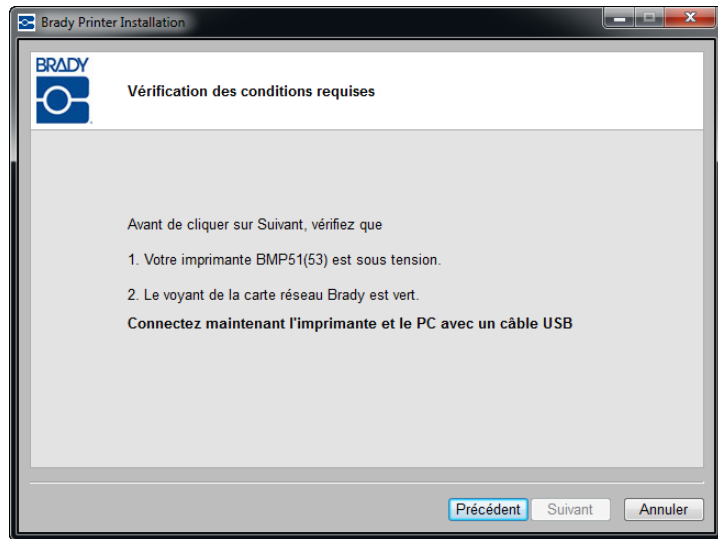 Brady Printer Installation
BRADY
Vérification des conditions requises
Avant de cliquer sur Suivant, vérifiez que
1. Votre imprimante BMP51(53) est sous tension.
2. Le voyant de la carte réseau Brady est vert.
Connectez maintenant l'imprimante et le PC avec un câble USB
Précédent Suivant Annuler